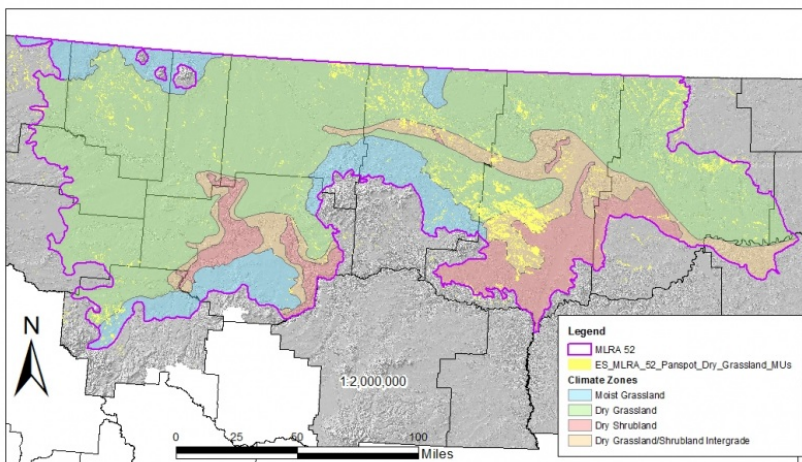 N
1:2,000,000
0 25 50 100
Miles
Legend
MLRA 52
ES_MLRA_52_Panspot_Dry_Grassland_MUs
Climate Zones
Moist Grassland
Dry Grassland
Dry Shrubland
Dry Grassland/Shrubland Intergrade